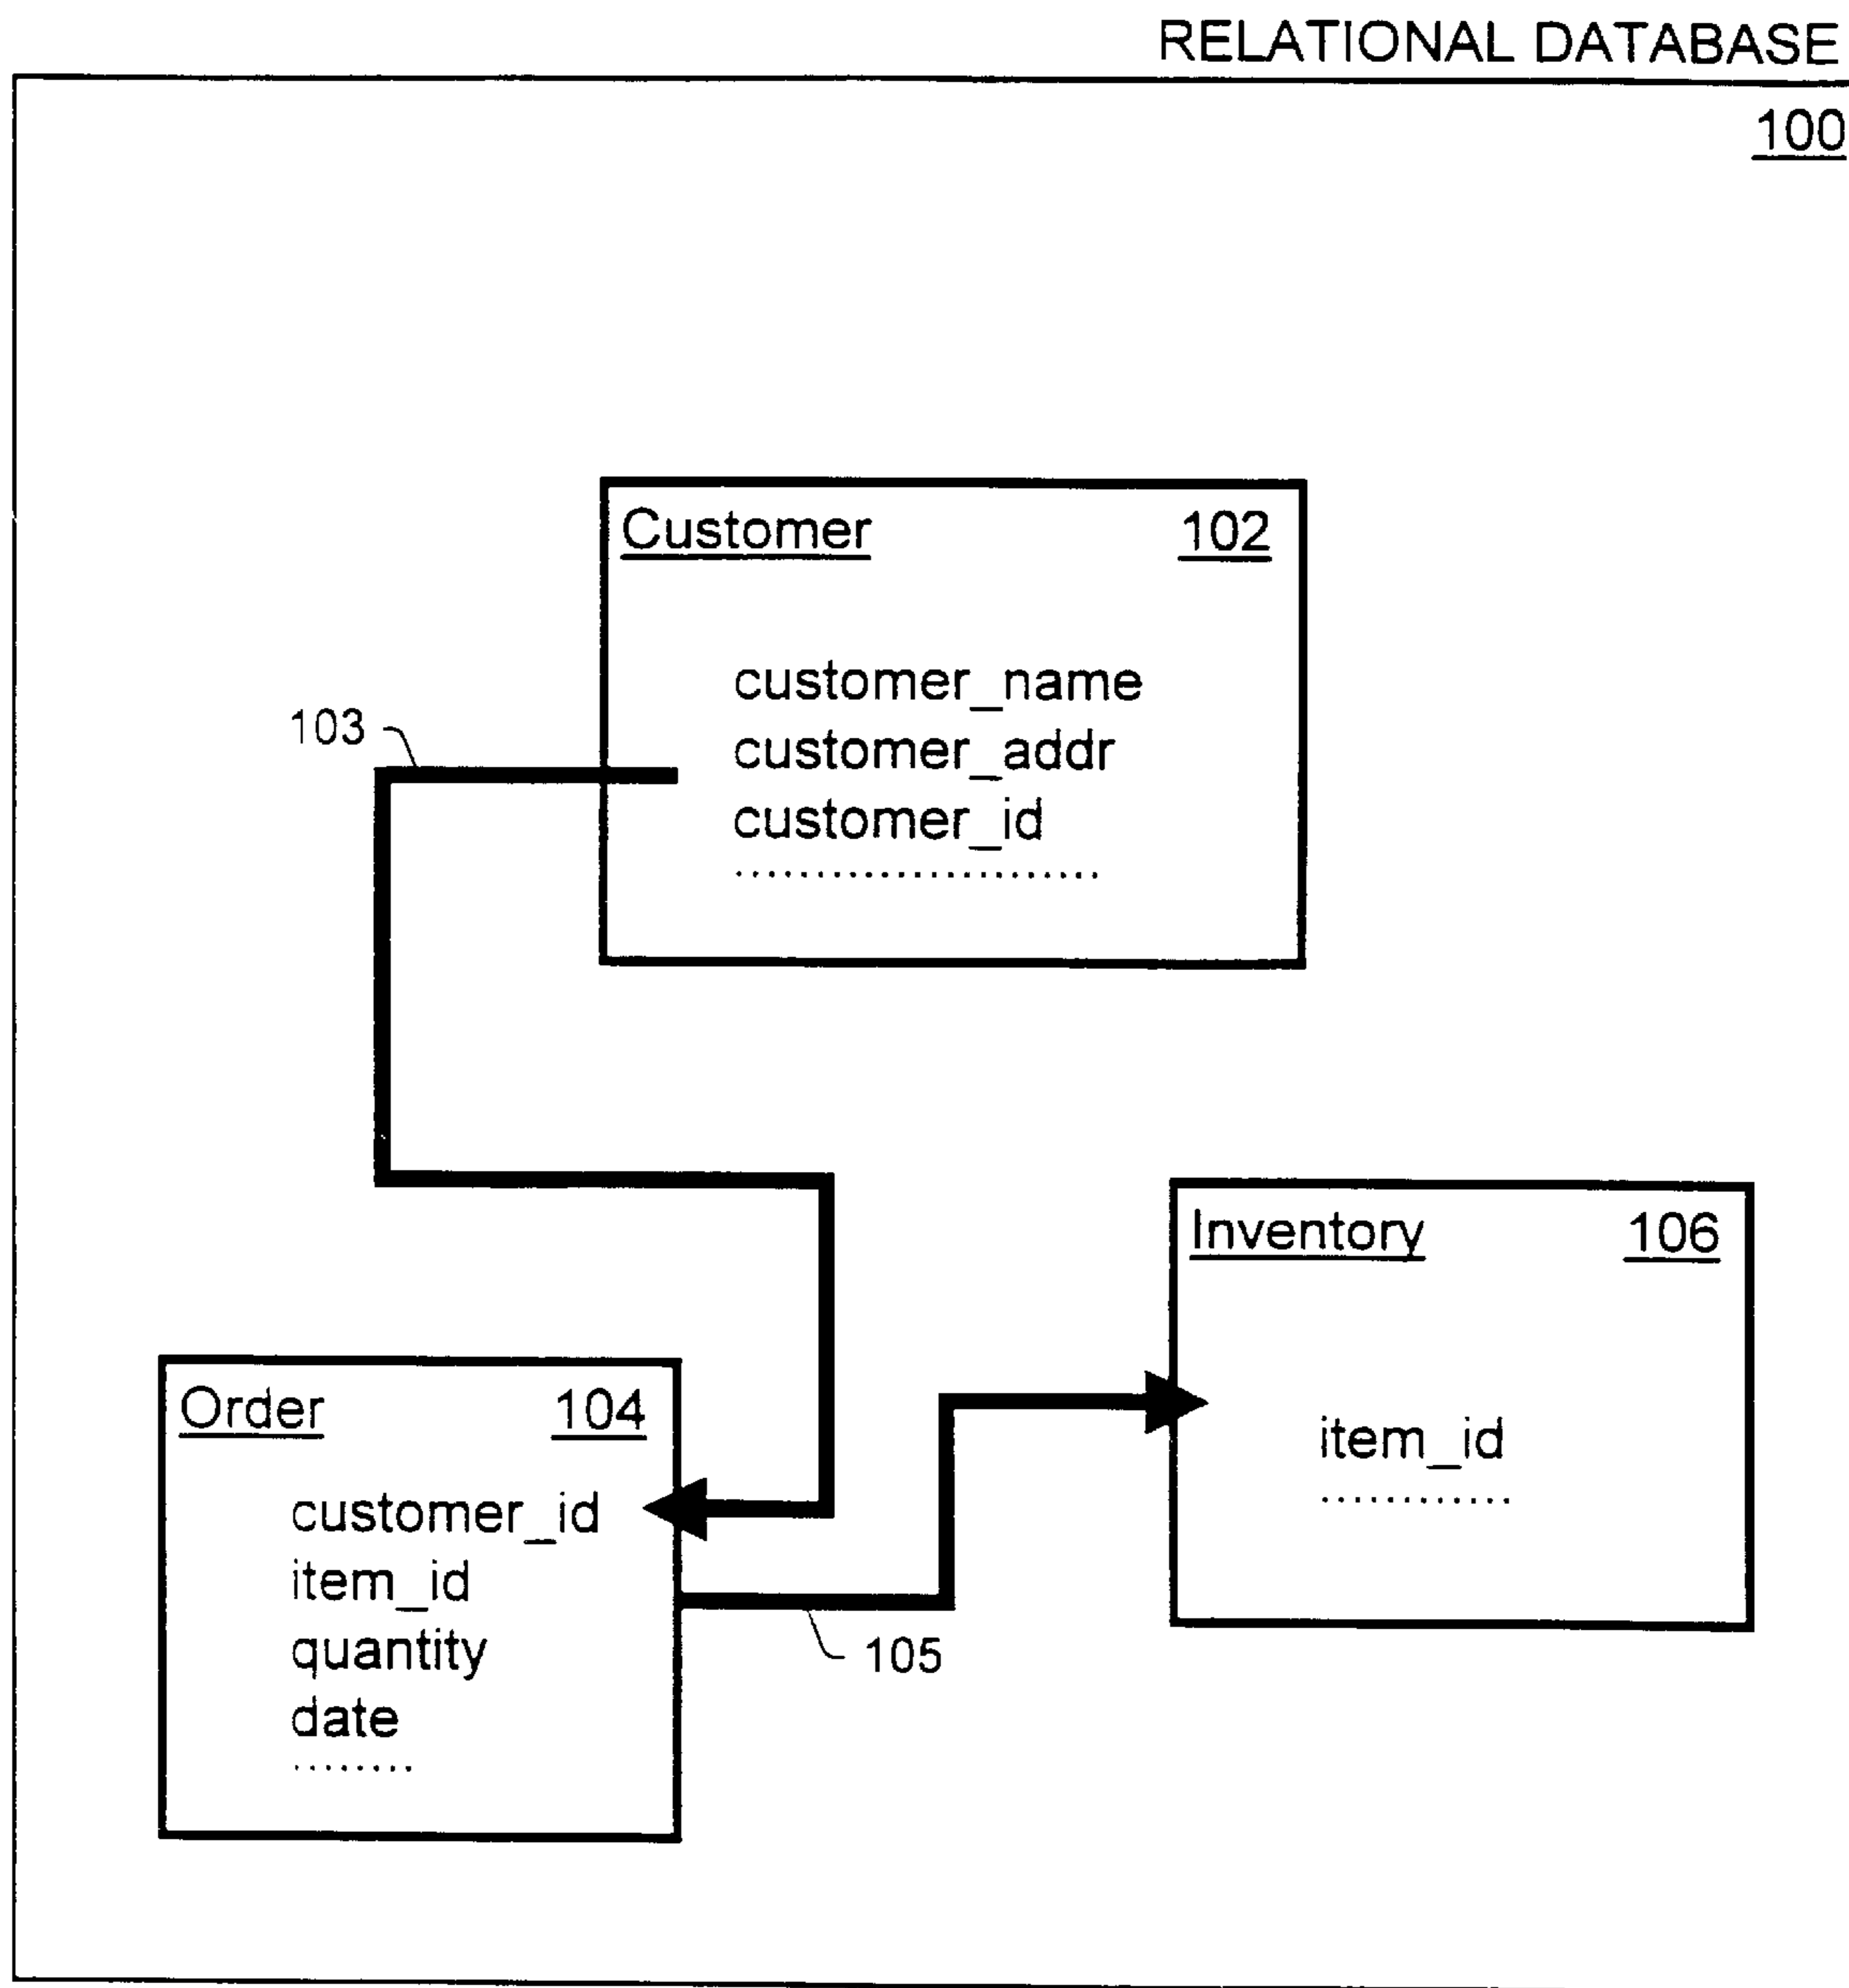 RELATIONAL DATABASE
100
Customer 102
customer_name
customer_addr
customer_id
........................
103
Inventory 106
item_id
............
Order 104
customer_id
item_id
quantity
date
........
105